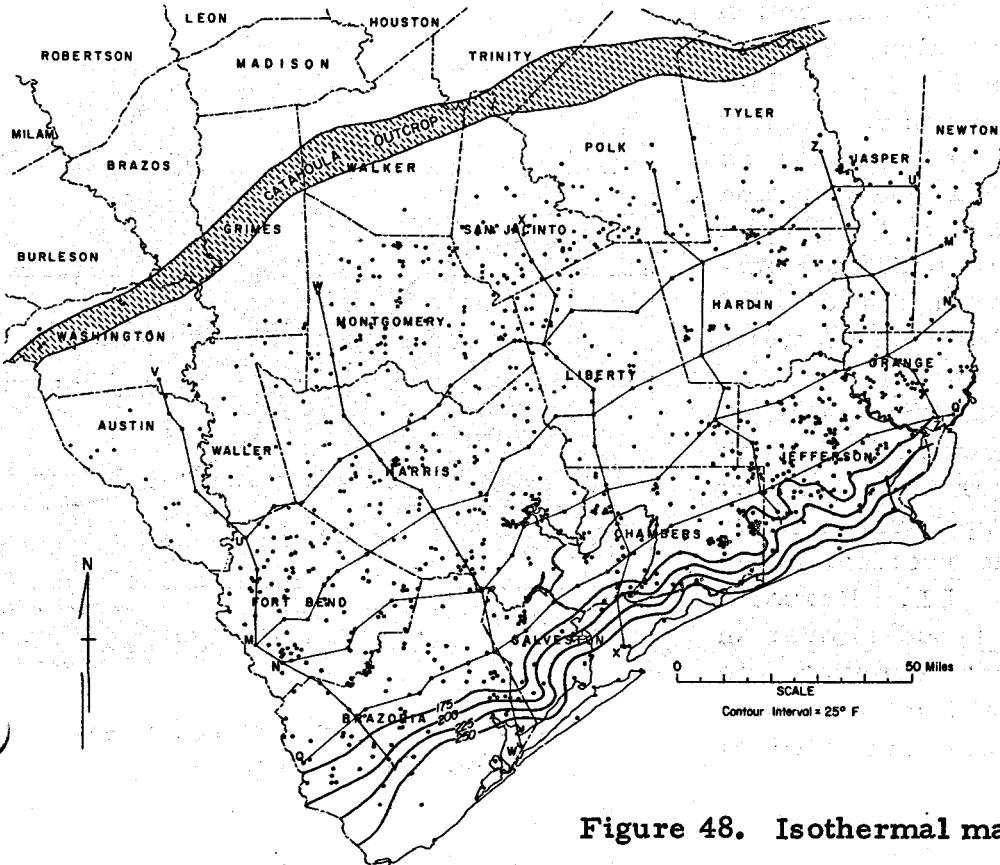 LEON
HOUSTON
ROBERTSON
MADISON
TRINITY
MILAM
BRAZOS
CATAHOULA OUTCROP
WALKER
POLK
TYLER
NEWTON
Z
JASPER
Y
U'
GRIMES
X
SAN JACINTO
BURLESON
M'
W
HARDIN
N'
WASHINGTON
MONTGOMERY
V
LIBERTY
ORANGE
O'
AUSTIN
WALLER
HARRIS
JEFFERSON
U
CHAMBERS
N
FORT BEND
M
GALVESTON
X'
N
0 50 Miles
SCALE
Contour Interval = 25° F
BRAZORIA
175
200
225
250
W'
Figure 48. Isothermal ma